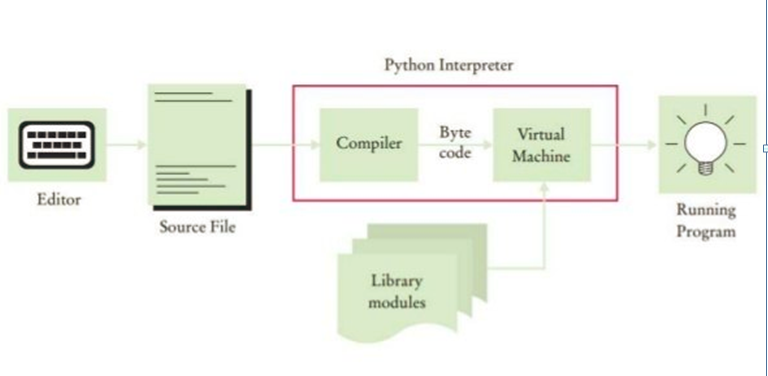 Python Interpreter
Compiler
Byte
code
Virtual
Machine
Editor
Source File
Running
Program
Library
modules